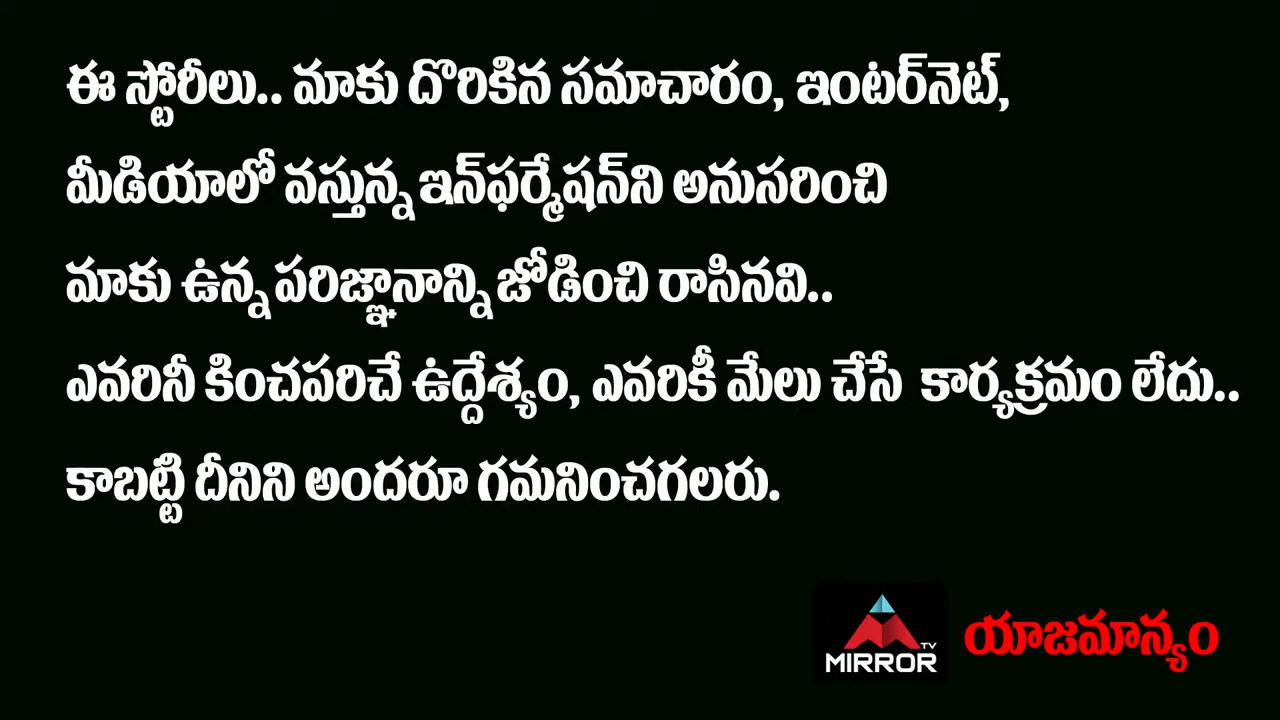 ఈ స్టోరీలు.. మాకు దొరికిన సమాచారం, ఇంటర్‌నెట్,
మీడియాలో వస్తున్న ఇన్‌ఫర్మేషన్‌ని అనుసరించి
మాకు ఉన్న పరిజ్ఞానాన్ని జోడించి రాసినవి..
ఎవరినీ కించపరిచే ఉద్దేశ్యం, ఎవరికీ మేలు చేసే కార్యక్రమం లేదు..
కాబట్టి దీనిని అందరూ గమనించగలరు.
TV
MIRROR
యాజమాన్యం